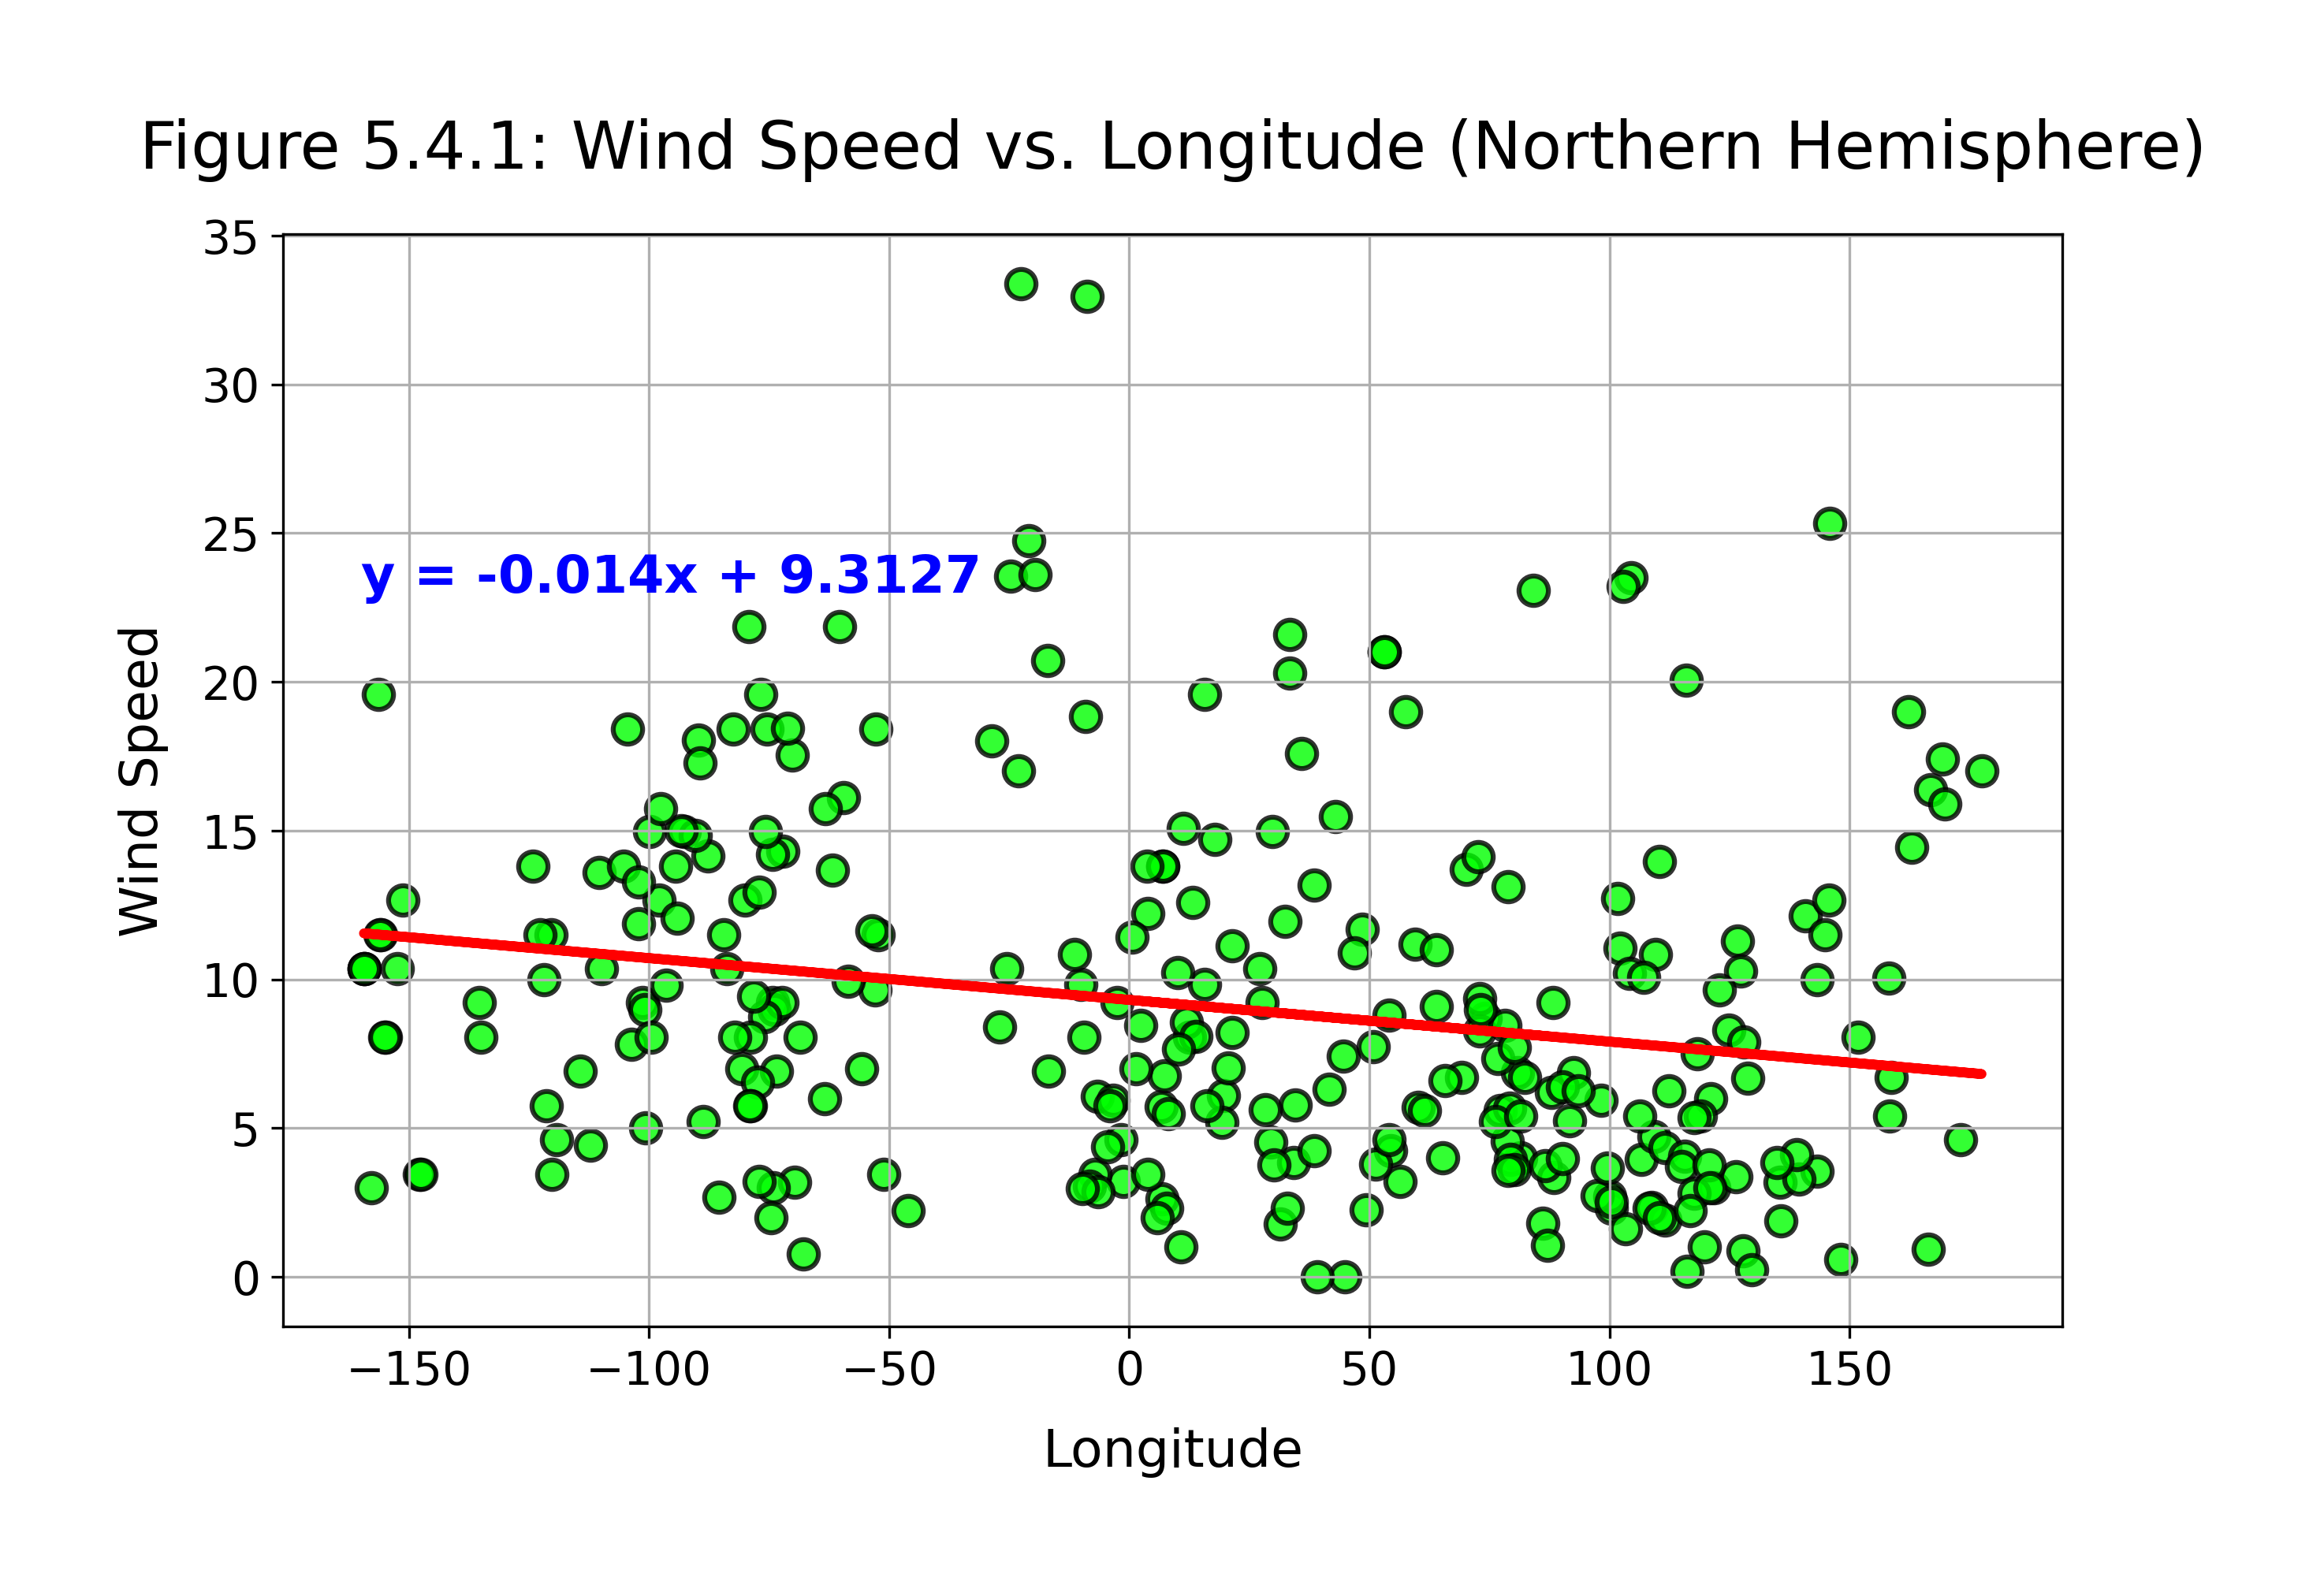 Figure 5.4.1: Wind Speed vs. Longitude (Northern Hemisphere)
35
30
25
20
15
10
5
0
Wind Speed
y = -0.014x + 9.3127
−150 −100 −50 0 50 100 150
Longitude